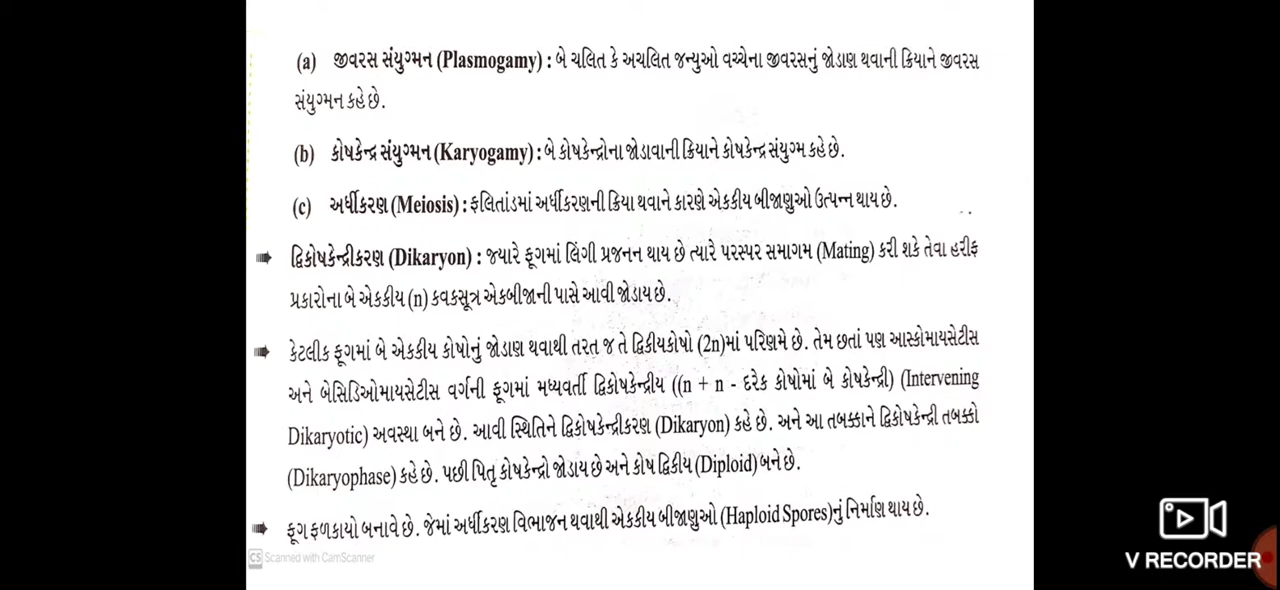 (a) જીવરસ સંયુગ્મન (Plasmogamy) : બે ચલિત કે અચલિત જન્યુઓ વચ્ચેના જીવરસનું જોડાણ થવાની ક્રિયાને જીવરસ
સંયુગ્મન કહે છે.
(b) કોષકેન્દ્ર સંયુગ્મન (Karyogamy) : બે કોષકેન્દ્રોના જોડાવાની ક્રિયાને કોષકેન્દ્ર સંયુગ્મ કહે છે.
(c) અર્ધીકરણ (Meiosis) : ફલિતાંડમાં અર્ધીકરણની ક્રિયા થવાને કારણે એકકીય બીજાણુઓ ઉત્પન્ન થાય છે.
➠ દ્વિકોષકેન્દ્રીકરણ (Dikaryon) : જ્યારે ફૂગમાં લિંગી પ્રજનન થાય છે ત્યારે પરસ્પર સમાગમ (Mating) કરી શકે તેવા હરીફ
પ્રકારોના બે એકકીય (n) કવકસૂત્ર એકબીજાની પાસે આવી જોડાય છે.
➠ કેટલીક ફૂગમાં બે એકકીય કોષોનું જોડાણ થવાથી તરત જ તે દ્વિકીયકોષો (2n)માં પરિણમે છે. તેમ છતાં પણ આસ્કોમાયસેટીસ
અને બેસિડિઓમાયસેટીસ વર્ગની ફૂગમાં મધ્યવર્તી દ્વિકોષકેન્દ્રીય ((n + n - દરેક કોષોમાં બે કોષકેન્દ્રી) (Intervening
Dikaryotic) અવસ્થા બને છે. આવી સ્થિતિને દ્વિકોષકેન્દ્રીકરણ (Dikaryon) કહે છે. અને આ તબક્કાને દ્વિકોષકેન્દ્રી તબક્કો
(Dikaryophase) કહે છે. પછી પિતૃ કોષકેન્દ્રો જોડાય છે અને કોષ દ્વિકીય (Diploid) બને છે.
➠ ફૂગ ફળકાયો બનાવે છે. જેમાં અર્ધીકરણ વિભાજન થવાથી એકકીય બીજાણુઓ (Haploid Spores)નું નિર્માણ થાય છે.
CS Scanned with CamScanner
V RECORDER